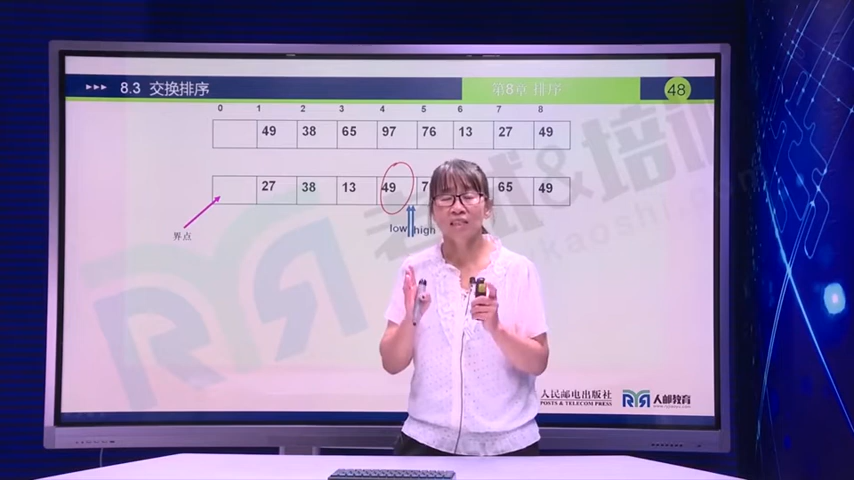 ▸▸▸ 8.3 交换排序 第8章 排序 48
0 1 2 3 4 5 6 7 8
49 38 65 97 76 13 27 49
27 38 13 49 7 65 49
low high
界点
人民邮电出版社 人邮教育
POSTS & TELECOM PRESS